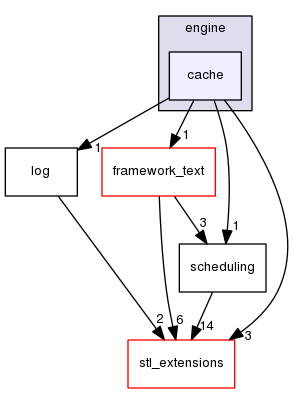 engine
cache
1
1
log
framework_text
3
1
scheduling
2
6
14
3
stl_extensions